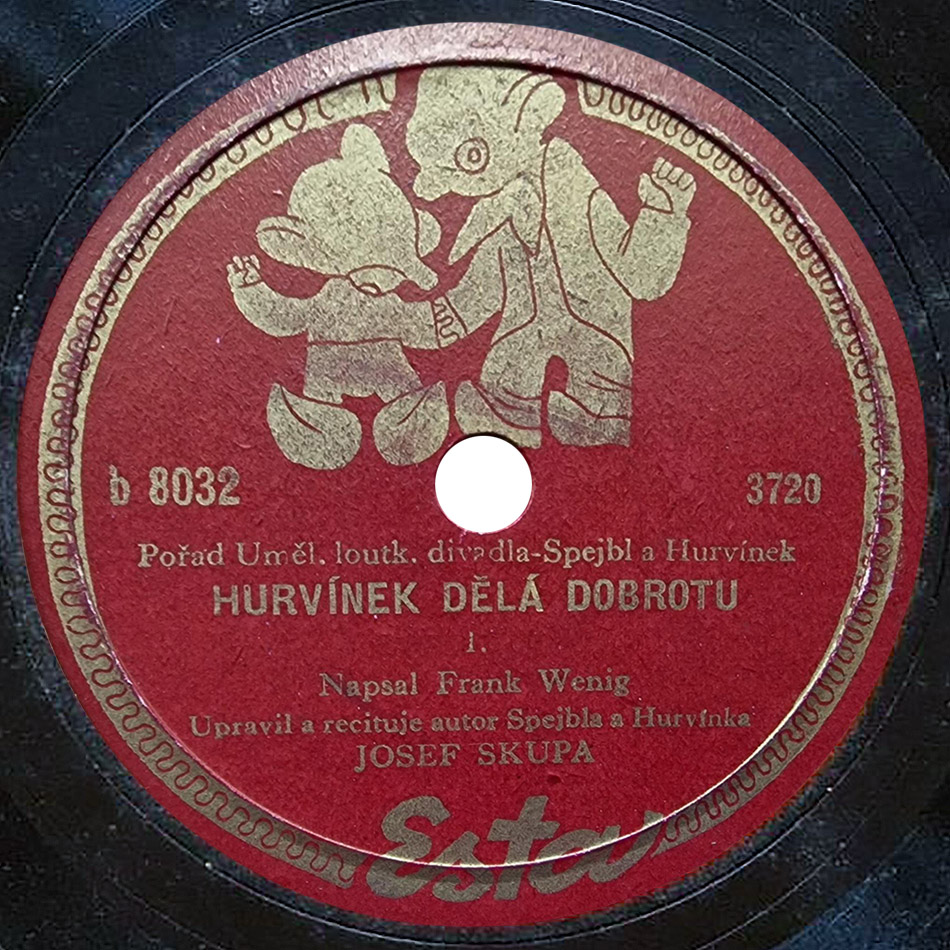 b 8032
3720
Pořad Uměl. loutk. divadla-Spejbl a Hurvínek
HURVÍNEK DĚLÁ DOBROTU
1.
Napsal Frank Wenig
Upravil a recituje autor Spejbla a Hurvínka
JOSEF SKUPA
Esta